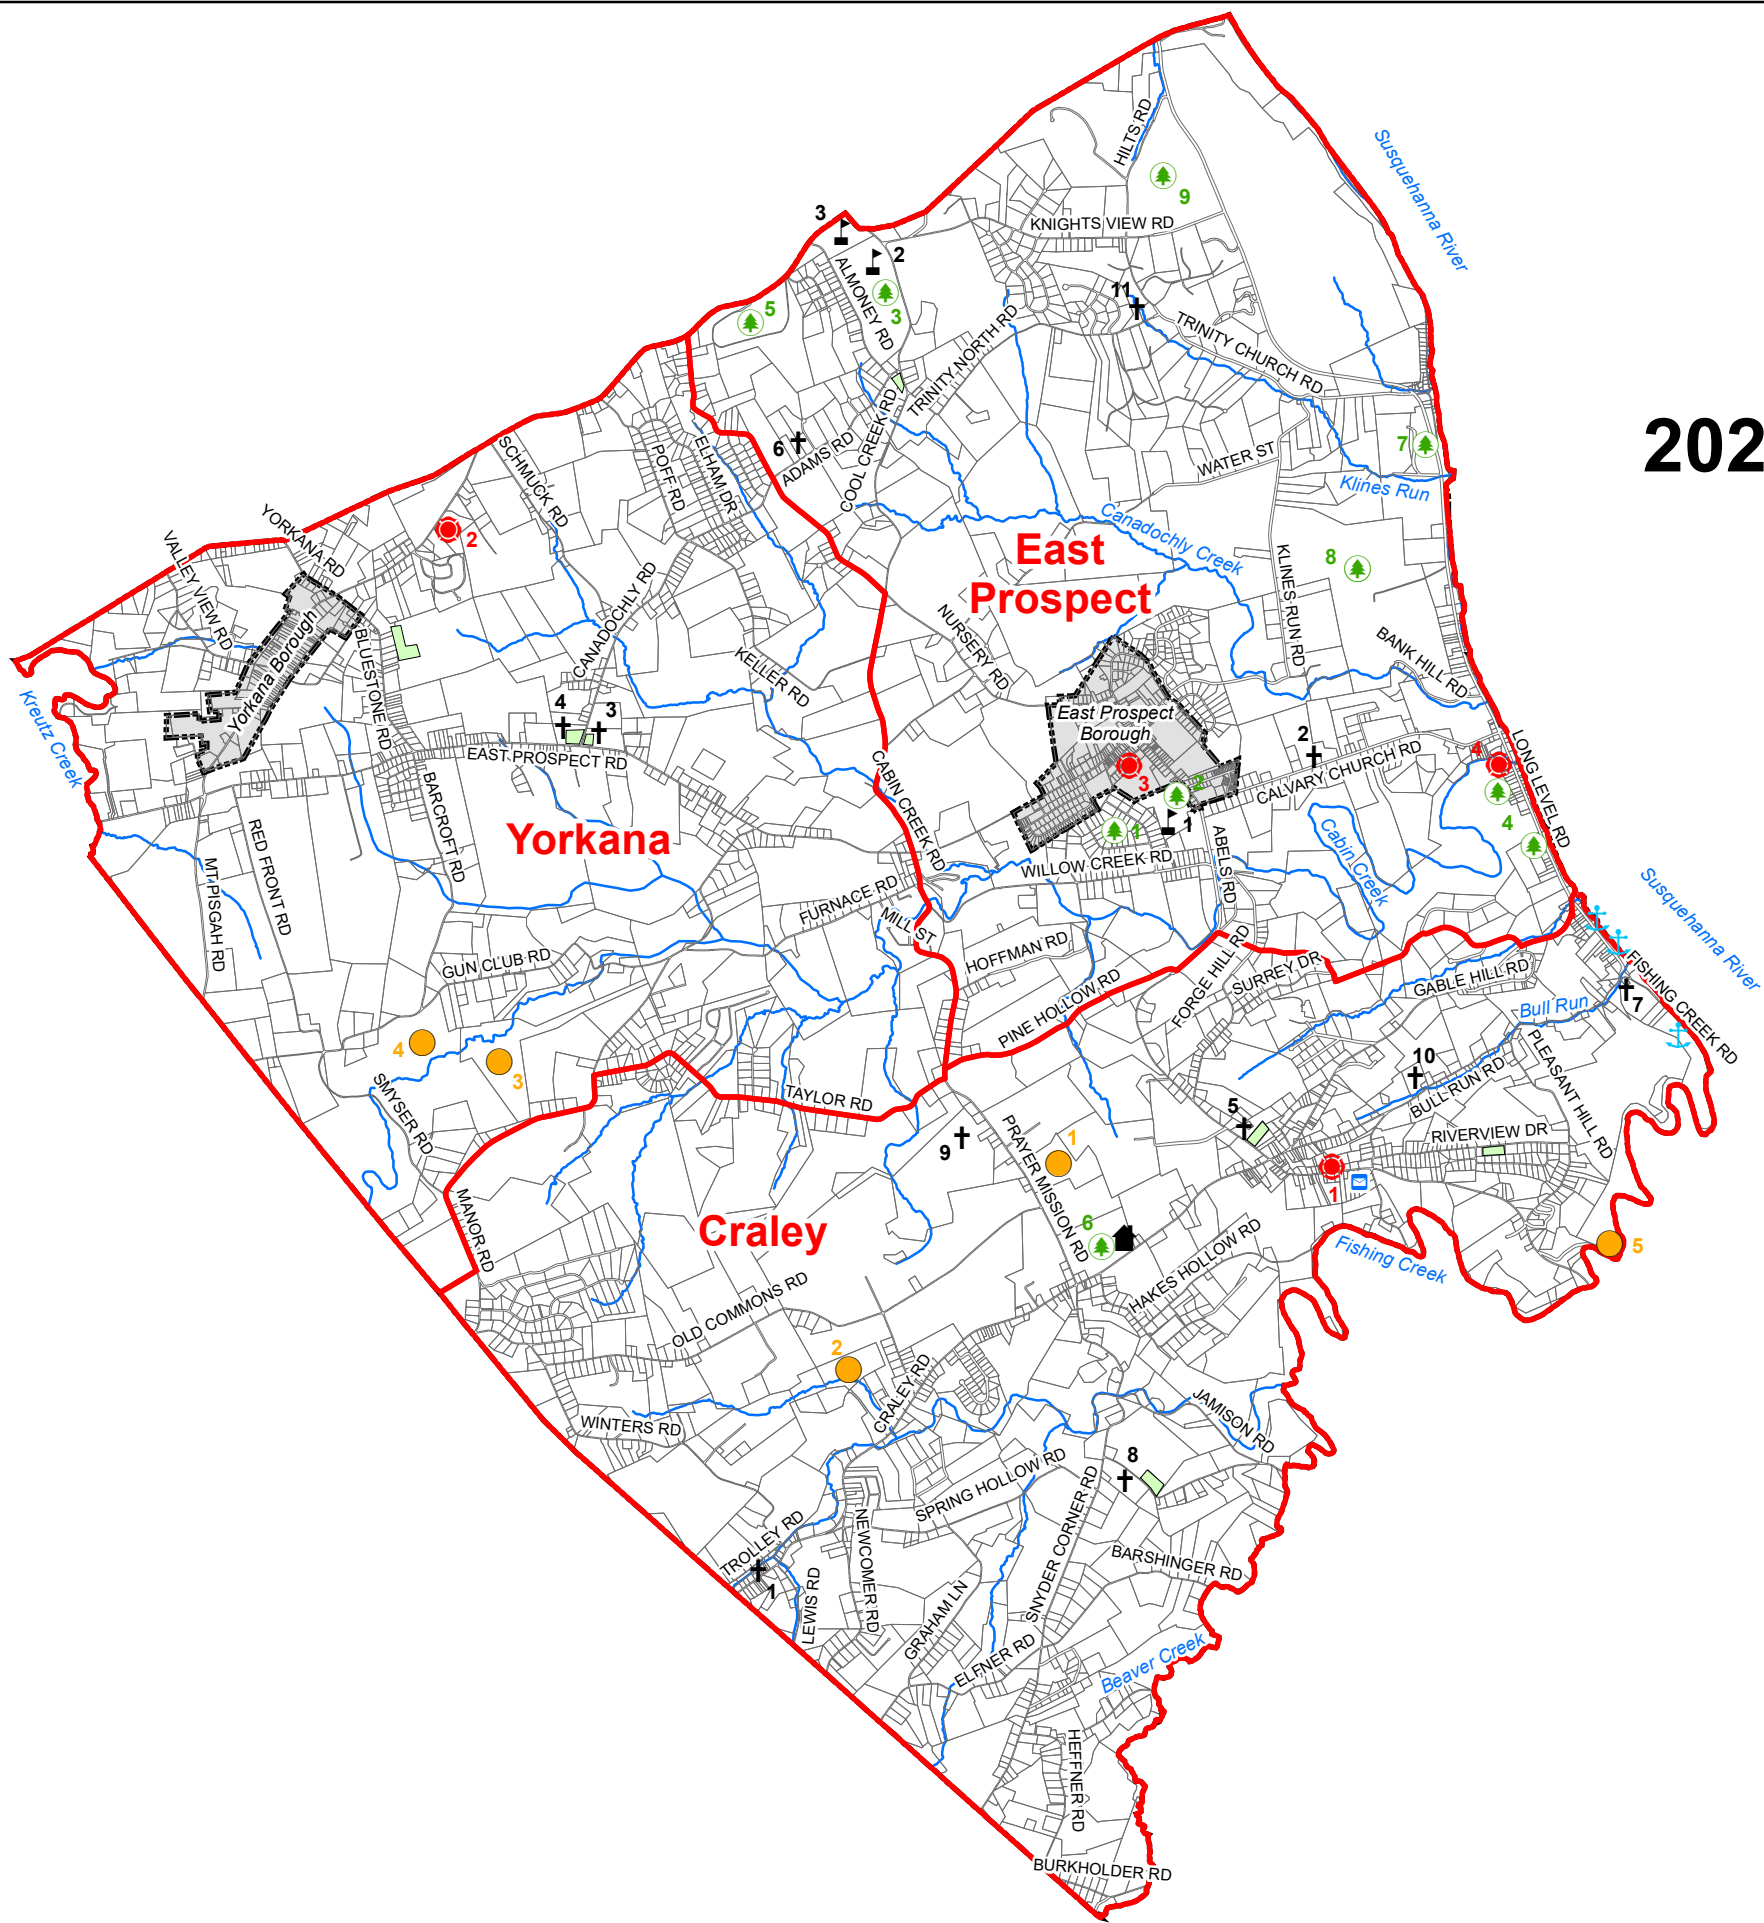 HILTS RD
Susquehanna River
9
KNIGHTS VIEW RD
3
2
ALMONEY RD
11
5
3
TRINITY CHURCH RD
TRINITY NORTH RD
202
COOL CREEK RD
6
ADAMS RD
7
SCHMUCK RD
POFF RD
ELHAM DR
WATER ST
Klines Run
YORKANA RD
2
Canadochly Creek
East
Prospect
8
VALLEY VIEW RD
KLINES RUN RD
CANADOCHLY RD
NURSERY RD
Yorkana Borough
BLUESTONE RD
BANK HILL RD
KELLER RD
Kreutz Creek
4
3
East Prospect
Borough
2
LONG LEVEL RD
EAST PROSPECT RD
CABIN CREEK RD
4
CALVARY CHURCH RD
3
2
BARCROFT RD
Yorkana
1
1
4
RED FRONT RD
MT PISGAH RD
ABELS RD
Cabin Creek
WILLOW CREEK RD
FURNACE RD
MILL ST
Susquehanna River
HOFFMAN RD
FORGE HILL RD
GUN CLUB RD
SURREY DR
GABLE HILL RD
FISHING CREEK RD
PINE HOLLOW RD
Bull Run
7
4
3
10
PLEASANT HILL RD
BULL RUN RD
SMYSER RD
TAYLOR RD
5
PRAYER MISSION RD
RIVERVIEW DR
9
1
1
MANOR RD
Craley
6
HAKES HOLLOW RD
Fishing Creek
5
OLD COMMONS RD
2
CRALEY RD
JAMISON RD
WINTERS RD
8
SPRING HOLLOW RD
SNYDER CORNER RD
TROLLEY RD
NEWCOMER RD
BARSHINGER RD
1
LEWIS RD
GRAHAM LN
ELFNER RD
Beaver Creek
HEFFNER RD
BURKHOLDER RD